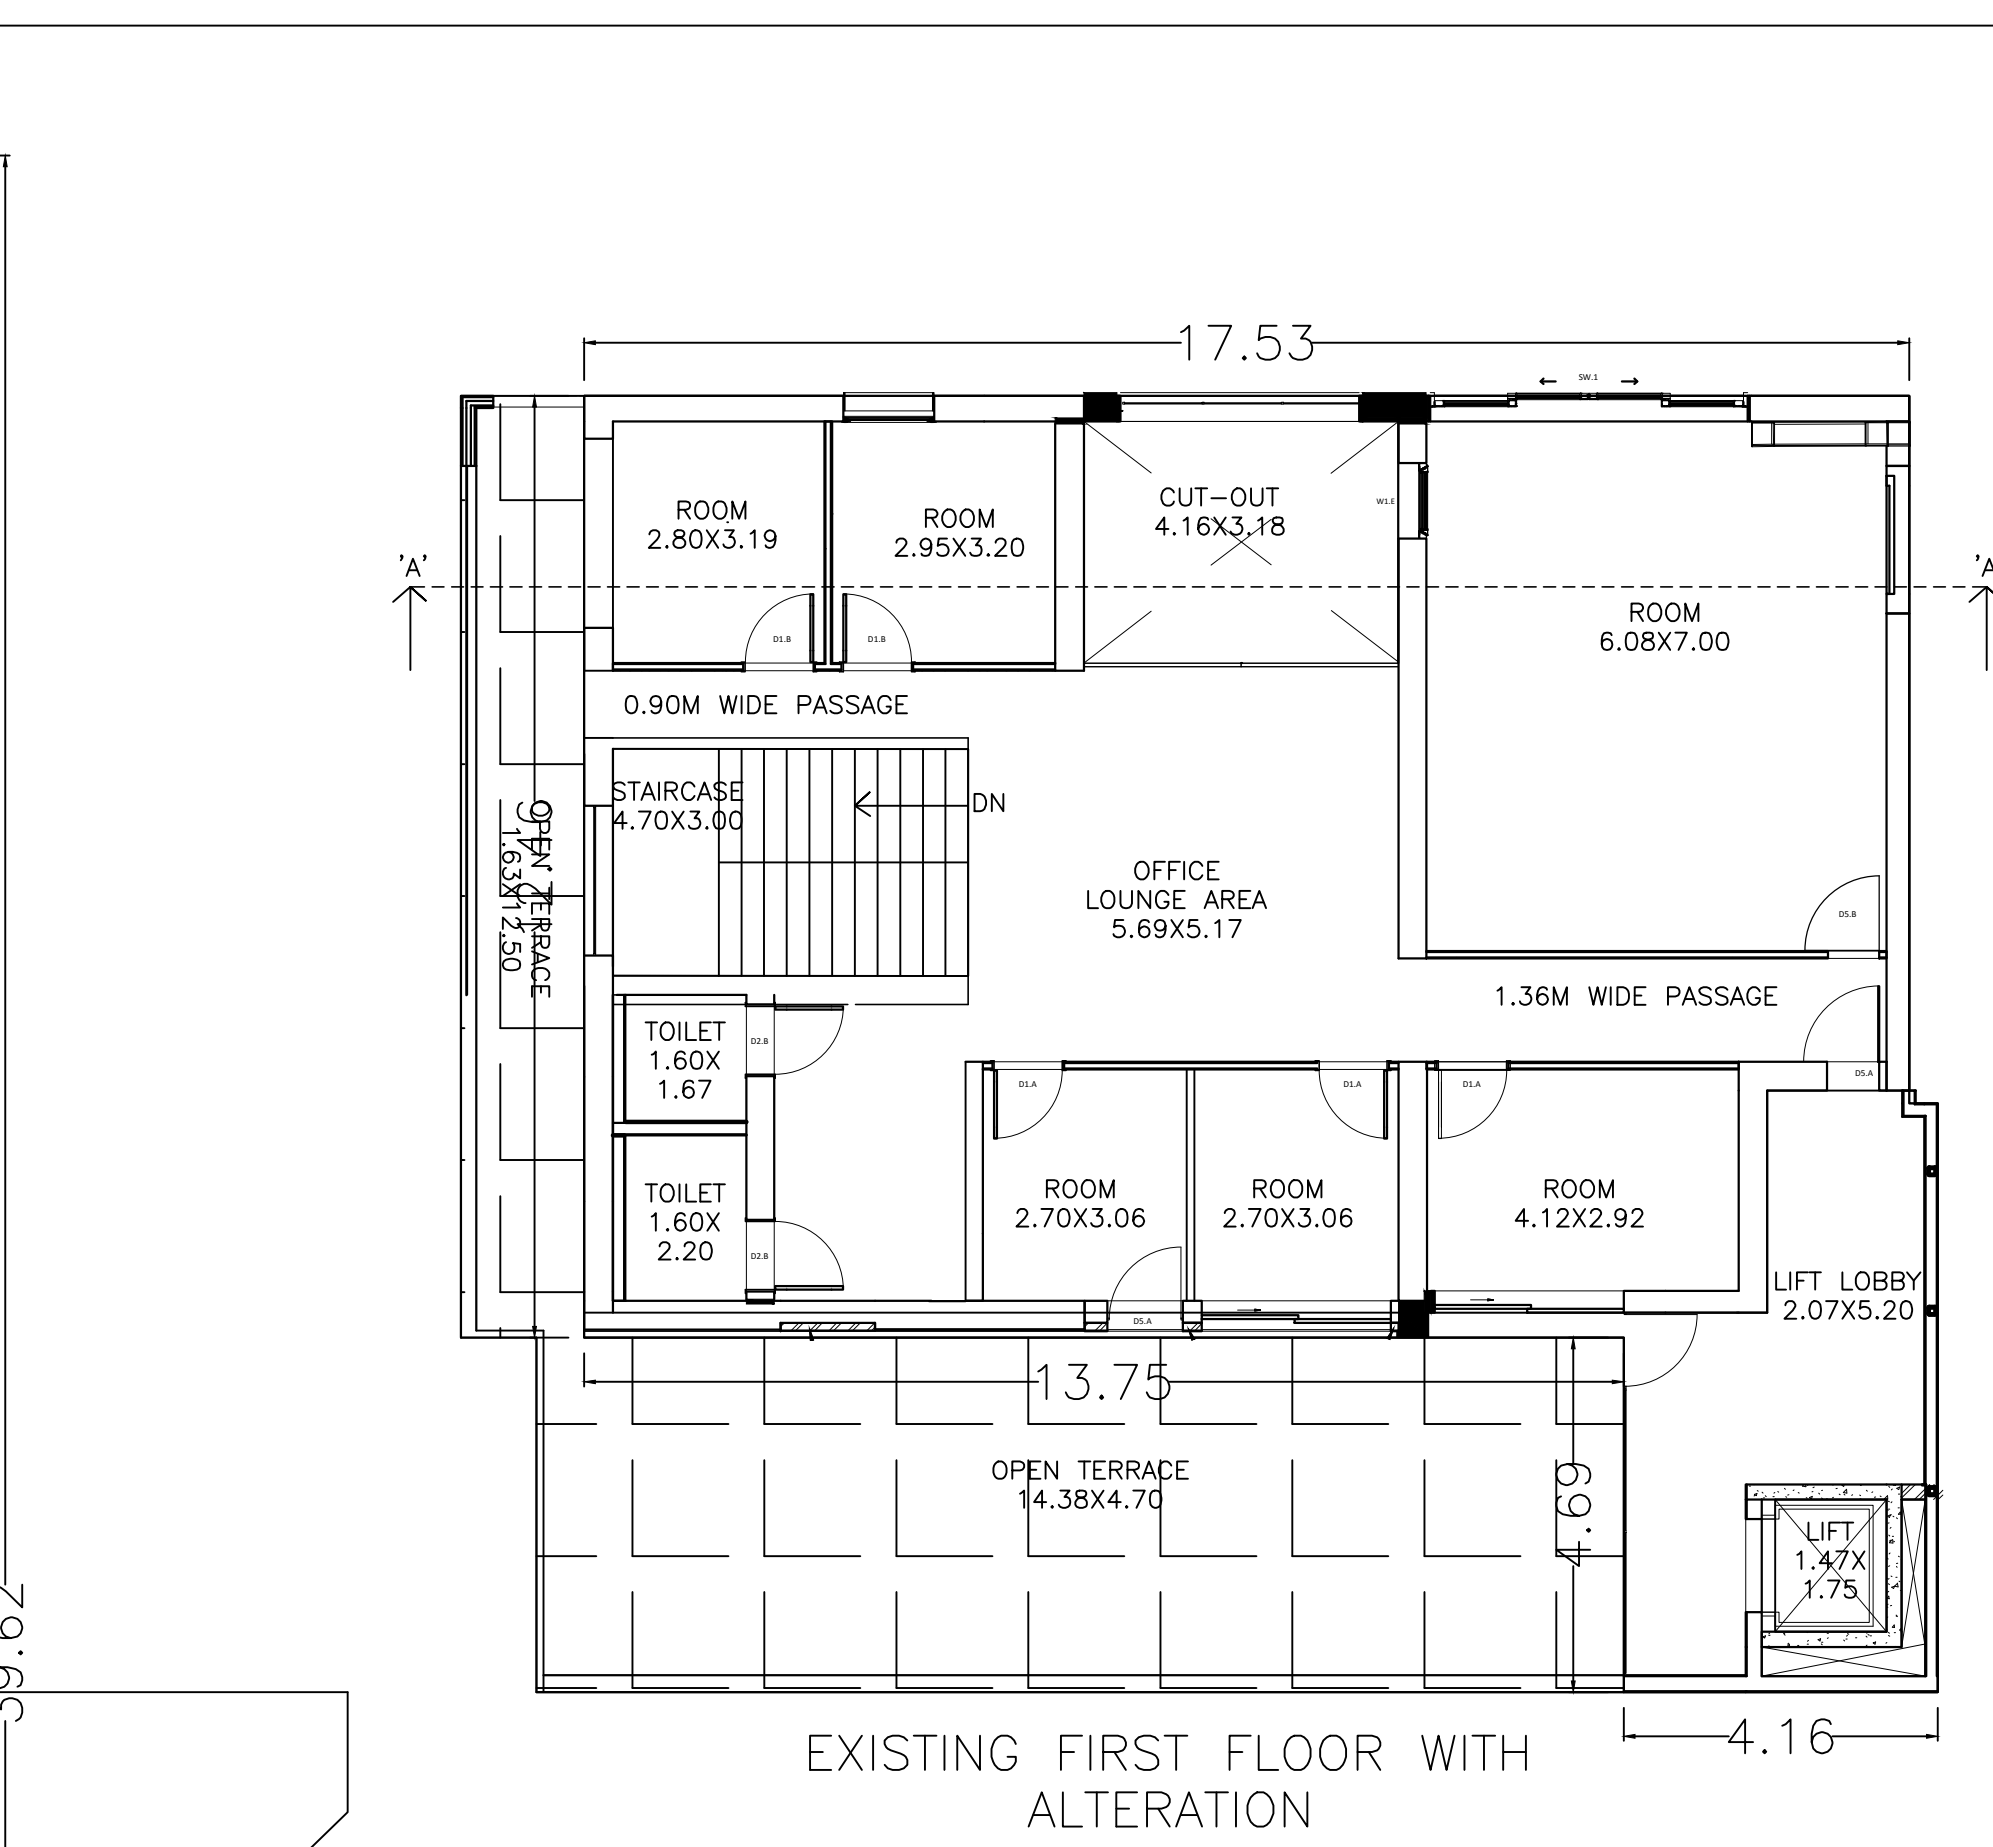 17.53
SW.1
ROOM
2.80X3.19
ROOM
2.95X3.20
CUT-OUT
4.16X3.18
W1.E
'A'
'A
ROOM
6.08X7.00
D1.B
D1.B
0.90M WIDE PASSAGE
STAIRCASE
4.70X3.00
DN
OPEN TERRACE
1.63X12.50
OFFICE
LOUNGE AREA
5.69X5.17
D5.B
1.36M WIDE PASSAGE
TOILET
1.60X
1.67
D2.B
D1.A
D1.A
D1.A
D5.A
TOILET
1.60X
2.20
D2.B
ROOM
2.70X3.06
ROOM
2.70X3.06
ROOM
4.12X2.92
LIFT LOBBY
2.07X5.20
D5.A
13.75
OPEN TERRACE
14.38X4.70
4.69
LIFT
1.47X
1.75
39.62
4.16
EXISTING FIRST FLOOR WITH
ALTERATION